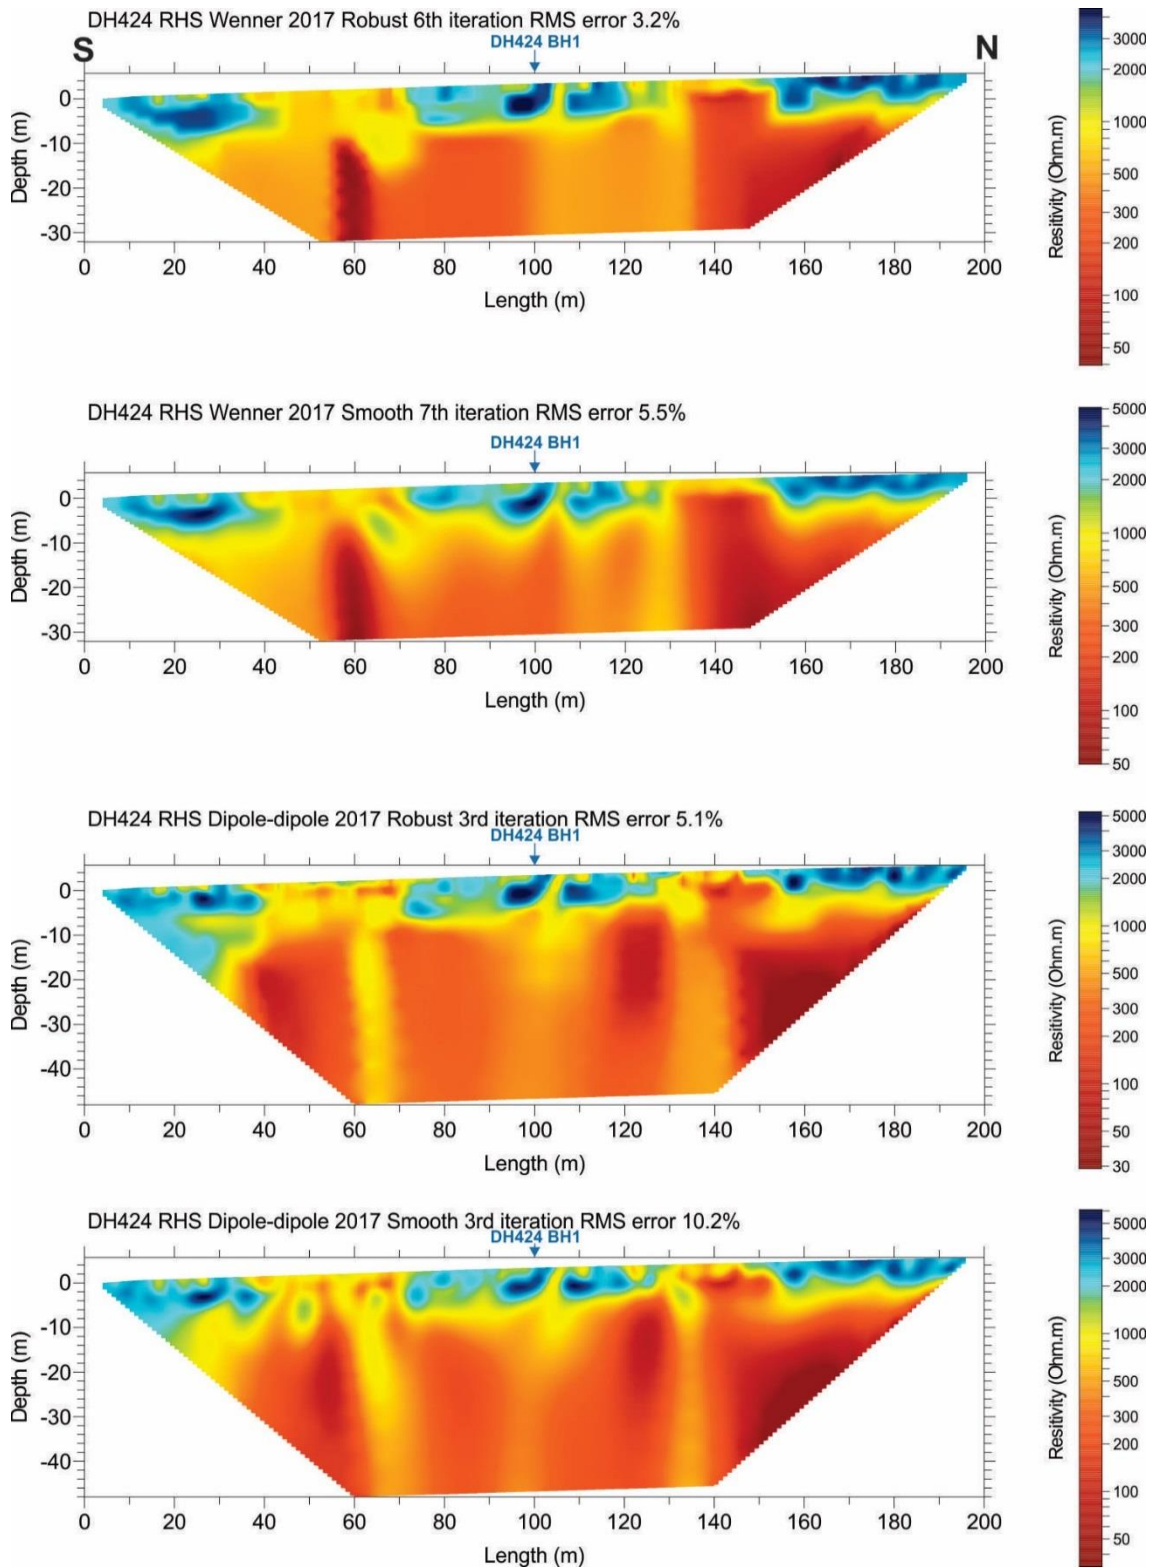 DH424 RHS Wenner 2017 Robust 6th iteration RMS error 3.2%
S
DH424 BH1
N
Depth (m)
0
-10
-20
-30
0 20 40 60 80 100 120 140 160 180 200
Length (m)
Resitivity (Ohm.m)
3000
2000
1000
500
300
200
100
50
DH424 RHS Wenner 2017 Smooth 7th iteration RMS error 5.5%
DH424 BH1
Depth (m)
0
-10
-20
-30
0 20 40 60 80 100 120 140 160 180 200
Length (m)
Resitivity (Ohm.m)
5000
3000
2000
1000
500
300
200
100
50
DH424 RHS Dipole-dipole 2017 Robust 3rd iteration RMS error 5.1%
DH424 BH1
Depth (m)
0
-10
-20
-30
-40
0 20 40 60 80 100 120 140 160 180 200
Length (m)
Resitivity (Ohm.m)
5000
3000
2000
1000
500
300
200
100
50
30
DH424 RHS Dipole-dipole 2017 Smooth 3rd iteration RMS error 10.2%
DH424 BH1
Depth (m)
0
-10
-20
-30
-40
0 20 40 60 80 100 120 140 160 180 200
Length (m)
Resitivity (Ohm.m)
5000
3000
2000
1000
500
300
200
100
50